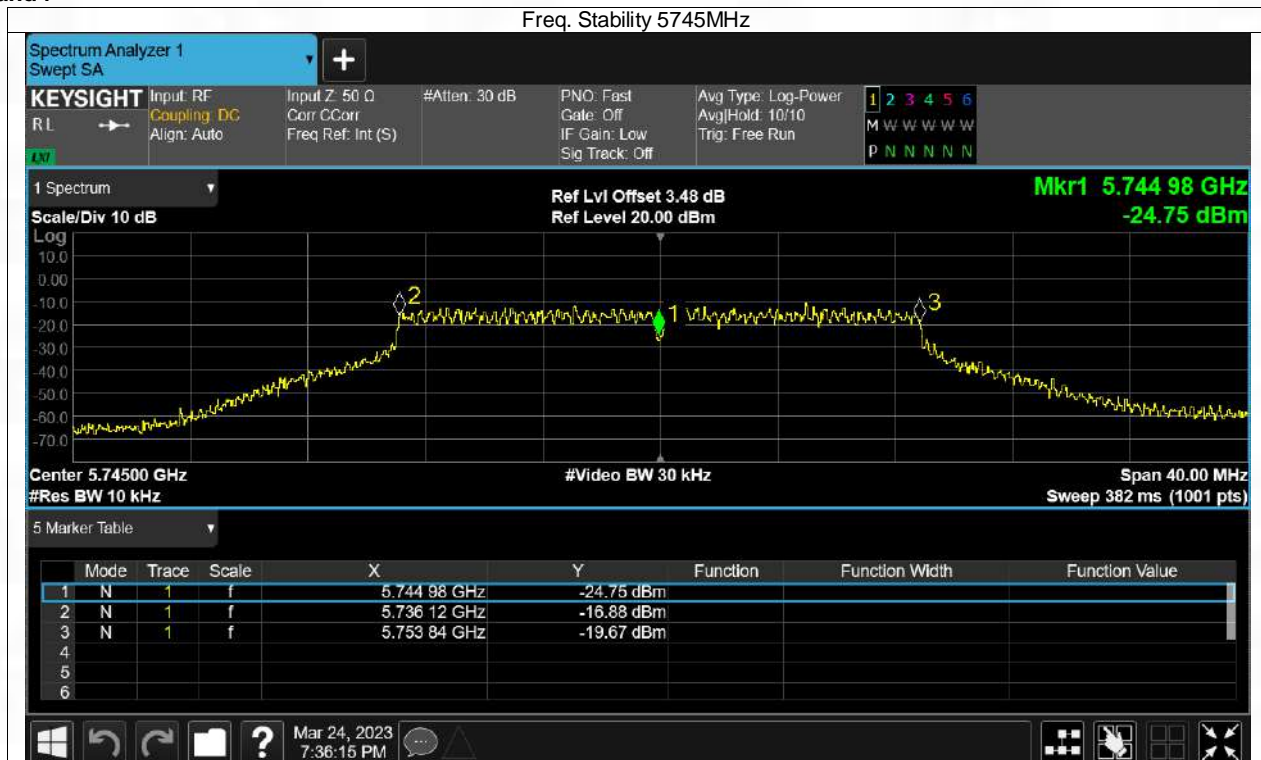 Freq. Stability 5745MHz
Spectrum Analyzer 1
Swept SA
+
KEYSIGHT Input: RF Input Z: 50 Ω #Atten: 30 dB PNO: Fast Avg Type: Log-Power 1 2 3 4 5 6
RL Coupling: DC Corr CCorr Gate: Off Avg|Hold: 10/10 M W W W W W
Align: Auto Freq Ref: Int (S) IF Gain: Low Trig: Free Run
LXI Sig Track: Off P N N N N N
1 Spectrum Ref Lvl Offset 3.48 dB Mkr1 5.744 98 GHz
Scale/Div 10 dB Ref Level 20.00 dBm -24.75 dBm
Log
10.0
0.00
-10.0
-20.0
-30.0
-40.0
-50.0
-60.0
-70.0
2
1
3
Center 5.74500 GHz #Video BW 30 kHz Span 40.00 MHz
#Res BW 10 kHz Sweep 382 ms (1001 pts)
5 Marker Table
Mode Trace Scale X Y Function Function Width Function Value
1 N 1 f 5.744 98 GHz -24.75 dBm
2 N 1 f 5.736 12 GHz -16.88 dBm
3 N 1 f 5.753 84 GHz -19.67 dBm
4
5
6
? Mar 24, 2023
7:36:15 PM